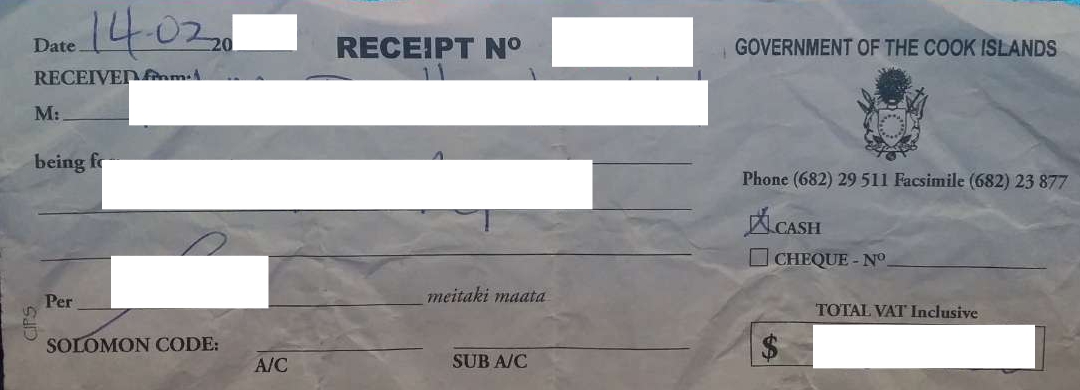 Date 14-02 20
RECEIPT Nº
GOVERNMENT OF THE COOK ISLANDS
RECEIVED from:
M:
being for
Phone (682) 29 511 Facsimile (682) 23 877
X CASH
CHEQUE - Nº
Per meitaki maata
TOTAL VAT Inclusive
$
CIPS
SOLOMON CODE:
A/C
SUB A/C